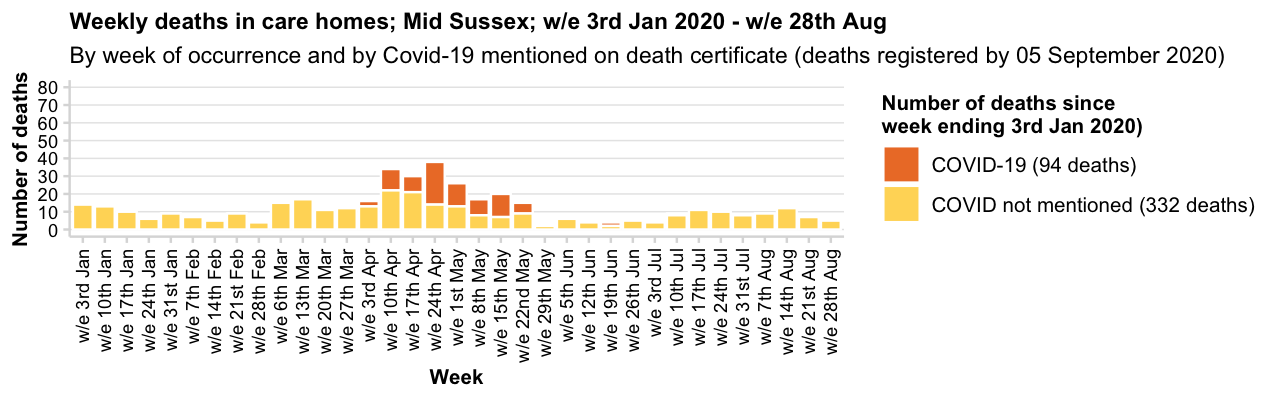 Weekly deaths in care homes; Mid Sussex; w/e 3rd Jan 2020 - w/e 28th Aug
By week of occurrence and by Covid-19 mentioned on death certificate (deaths registered by 05 September 2020)
Number of deaths
80
70
60
50
40
30
20
10
0
w/e 3rd Jan
w/e 10th Jan
w/e 17th Jan
w/e 24th Jan
w/e 31st Jan
w/e 7th Feb
w/e 14th Feb
w/e 21st Feb
w/e 28th Feb
w/e 6th Mar
w/e 13th Mar
w/e 20th Mar
w/e 27th Mar
w/e 3rd Apr
w/e 10th Apr
w/e 17th Apr
w/e 24th Apr
w/e 1st May
w/e 8th May
w/e 15th May
w/e 22nd May
w/e 29th May
w/e 5th Jun
w/e 12th Jun
w/e 19th Jun
w/e 26th Jun
w/e 3rd Jul
w/e 10th Jul
w/e 17th Jul
w/e 24th Jul
w/e 31st Jul
w/e 7th Aug
w/e 14th Aug
w/e 21st Aug
w/e 28th Aug
Week
Number of deaths since
week ending 3rd Jan 2020)
COVID-19 (94 deaths)
COVID not mentioned (332 deaths)